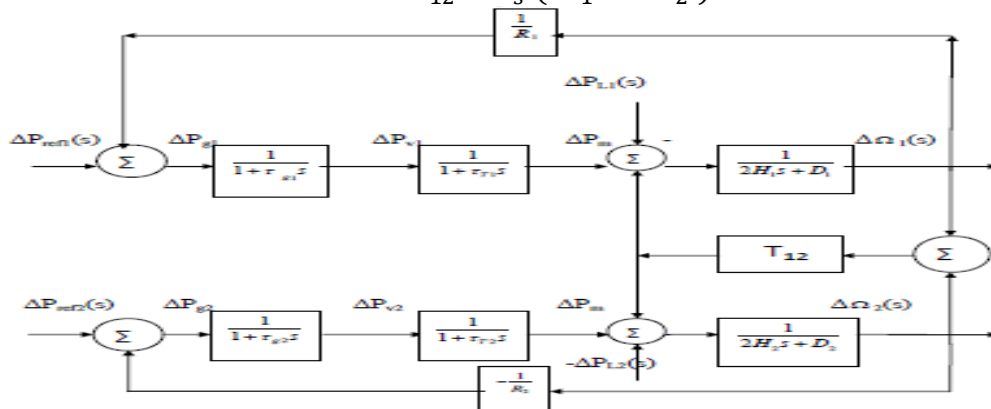 1/R₁
ΔP_L1(s)
ΔP_ref1(s) ΔP_g1 ΔP_v1 ΔP_m - ΔΩ₁(s)
Σ 1/(1+τ_g1 s) 1/(1+τ_T1 s) Σ 1/(2H₁s+D₁)
T₁₂ Σ
ΔP_ref2(s) ΔP_g2 ΔP_v2 ΔP_m ΔΩ₂(s)
Σ 1/(1+τ_g2 s) 1/(1+τ_T2 s) Σ 1/(2H₂s+D₂)
-ΔP_L2(s)
-1/R₂